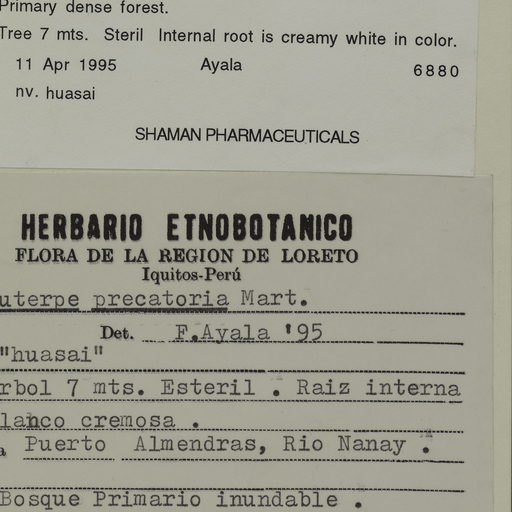 Primary dense forest.
Tree 7 mts. Steril Internal root is creamy white in color.
11 Apr 1995 Ayala 6880
nv. huasai
SHAMAN PHARMACEUTICALS
HERBARIO ETNOBOTANICO
FLORA DE LA REGION DE LORETO
Iquitos-Perú
uterpe precatoria Mart.
Det. F.Ayala '95
"huasai"
rbol 7 mts. Esteril . Raiz interna
lanco cremosa .
a Puerto Almendras, Rio Nanay .
Bosque Primario inundable .